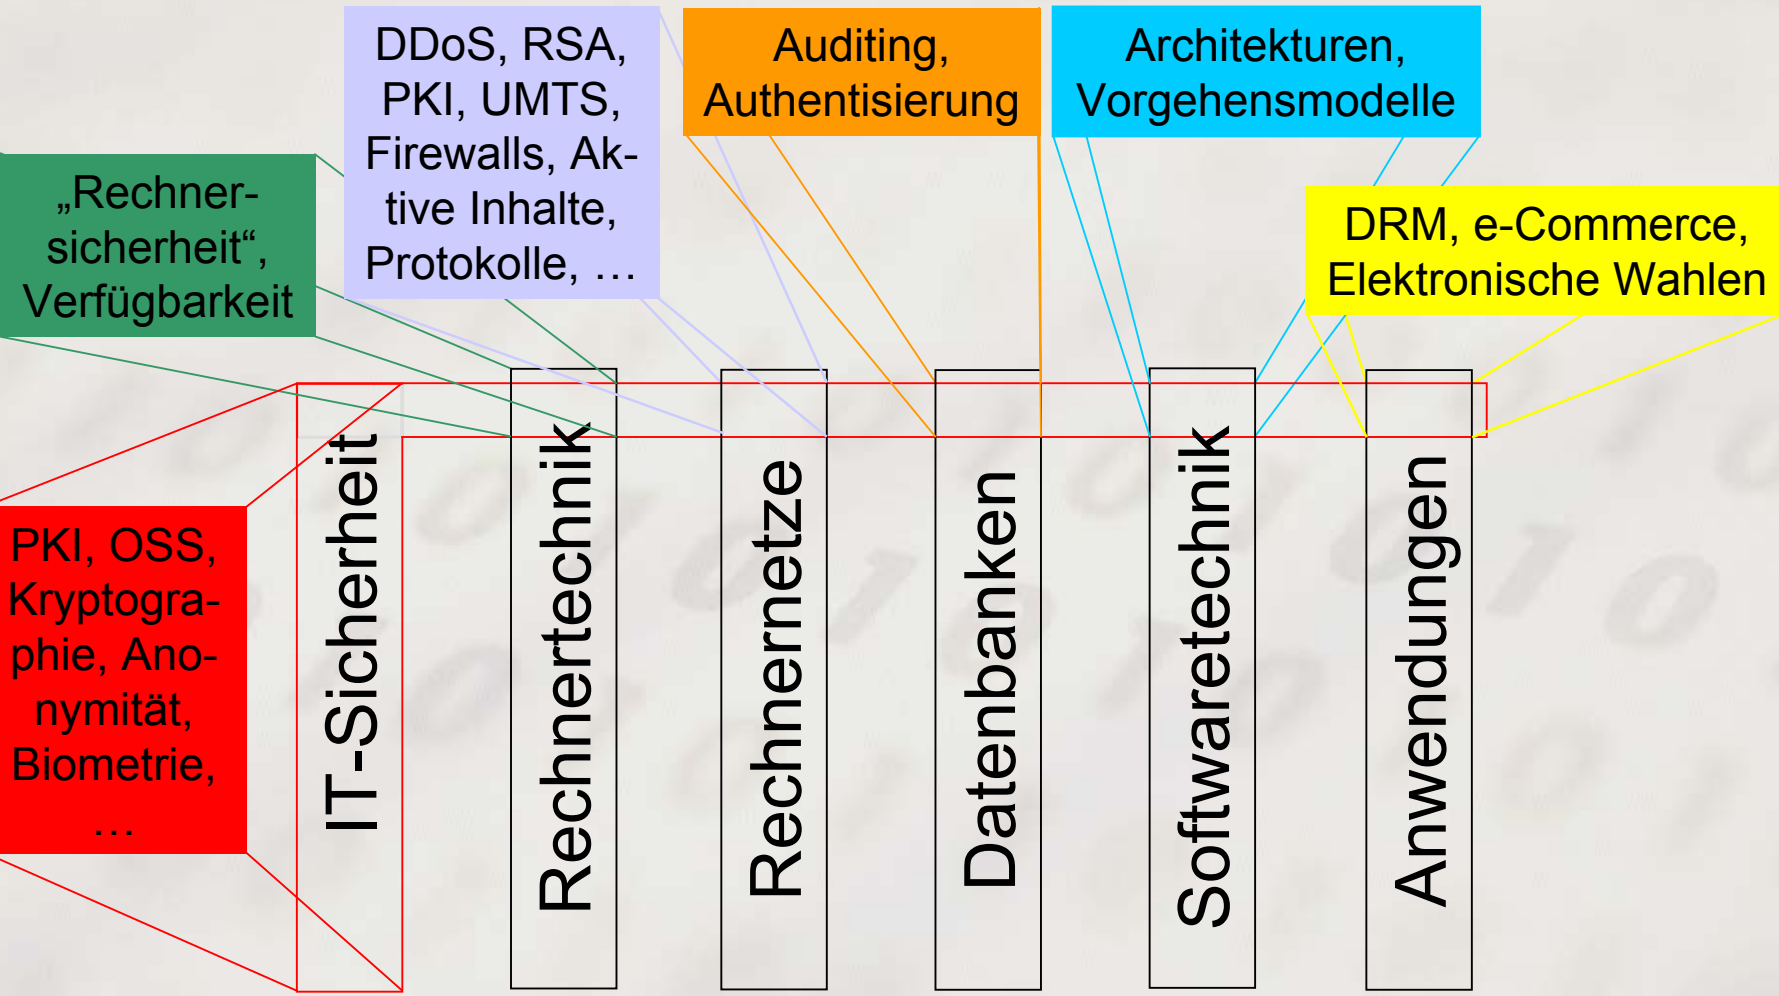 DDoS, RSA,
PKI, UMTS,
Firewalls, Ak-
tive Inhalte,
Protokolle, …
Auditing,
Authentisierung
Architekturen,
Vorgehensmodelle
„Rechner-
sicherheit“,
Verfügbarkeit
DRM, e-Commerce,
Elektronische Wahlen
PKI, OSS,
Kryptogra-
phie, Ano-
nymität,
Biometrie,
…
IT-Sicherheit
Rechnertechnik
Rechnernetze
Datenbanken
Softwaretechnik
Anwendungen